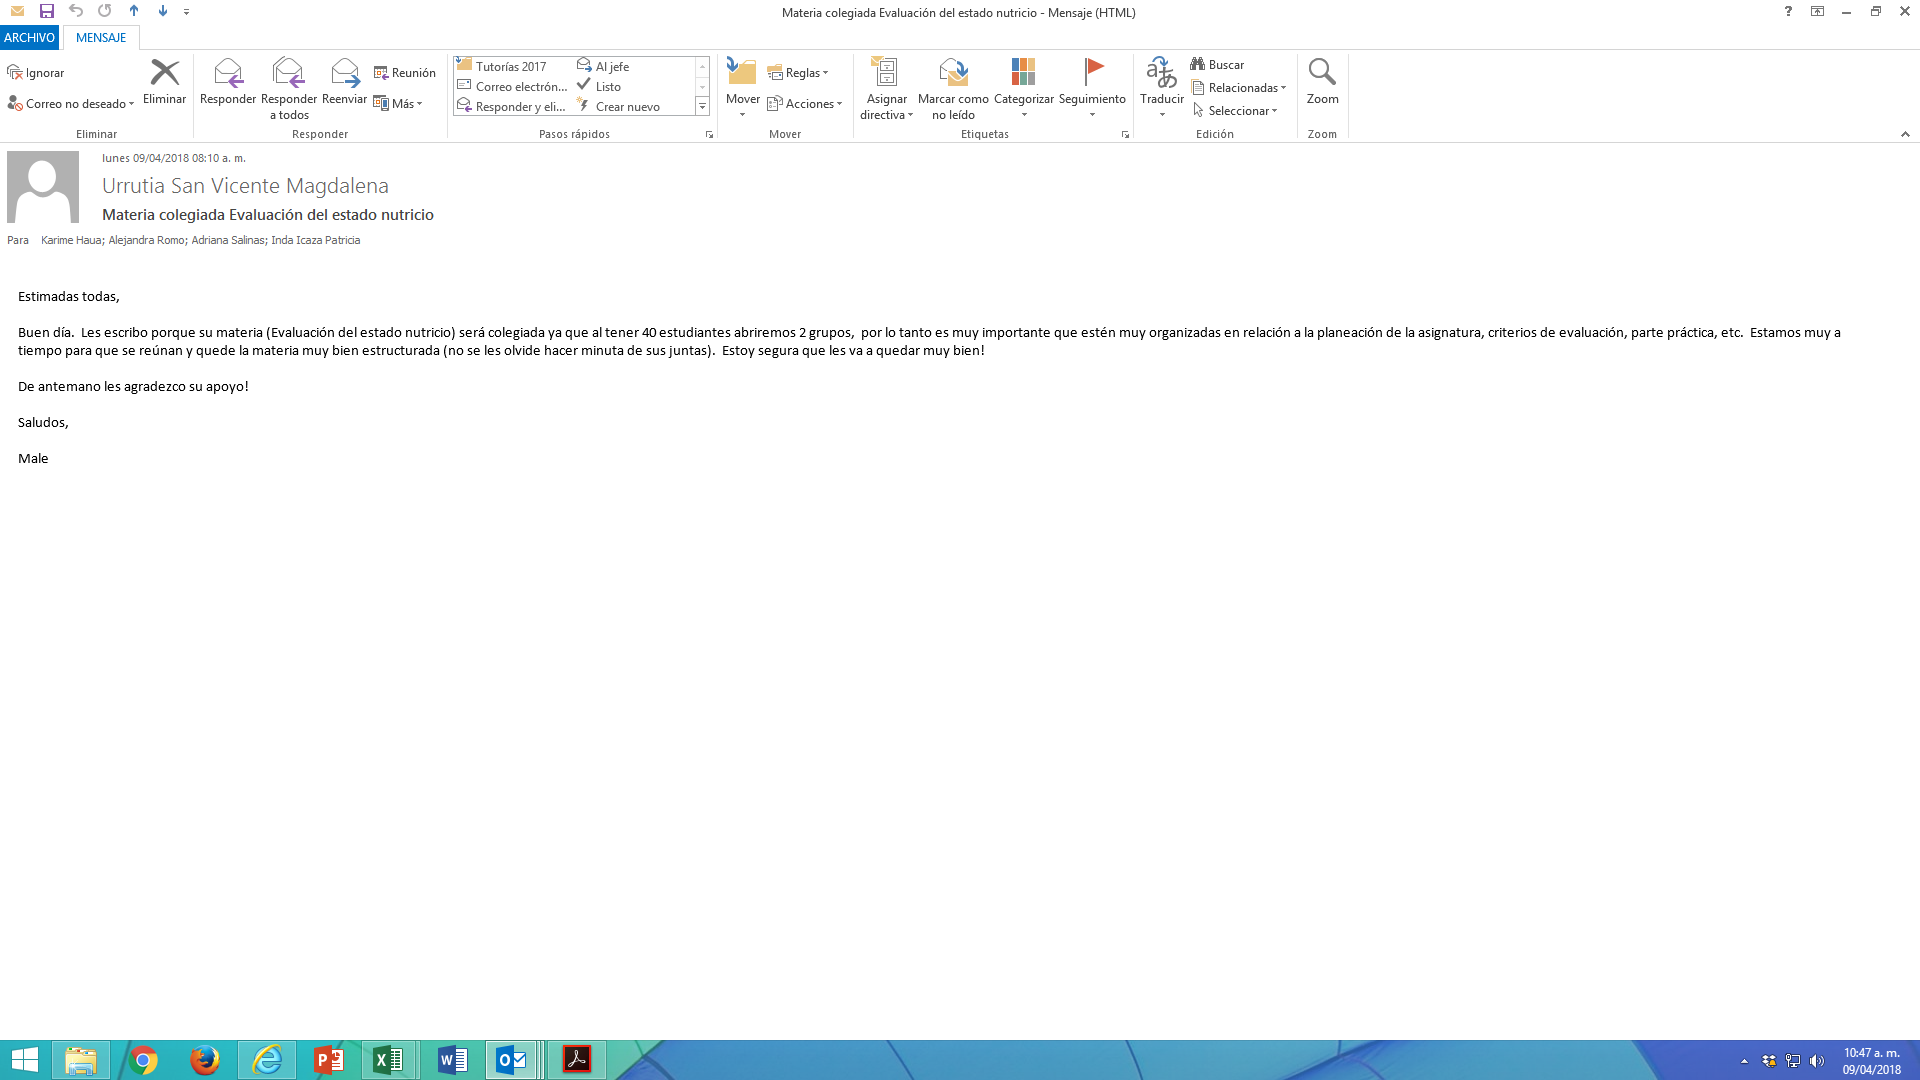 Materia colegiada Evaluación del estado nutricio - Mensaje (HTML)
ARCHIVO MENSAJE
Ignorar
Correo no deseado
Eliminar
Eliminar
Responder
Responder a todos
Reenviar
Reunión
Más
Responder
Tutorías 2017
Correo electrón...
Responder y eli...
Al jefe
Listo
Crear nuevo
Pasos rápidos
Mover
Reglas
Acciones
Mover
Asignar directiva
Marcar como no leído
Categorizar
Seguimiento
Etiquetas
Traducir
Buscar
Relacionadas
Seleccionar
Edición
Zoom
Zoom
lunes 09/04/2018 08:10 a. m.
Urrutia San Vicente Magdalena
Materia colegiada Evaluación del estado nutricio
Para Karime Haua; Alejandra Romo; Adriana Salinas; Inda Icaza Patricia
Estimadas todas,
Buen día. Les escribo porque su materia (Evaluación del estado nutricio) será colegiada ya que al tener 40 estudiantes abriremos 2 grupos, por lo tanto es muy importante que estén muy organizadas en relación a la planeación de la asignatura, criterios de evaluación, parte práctica, etc. Estamos muy a
tiempo para que se reúnan y quede la materia muy bien estructurada (no se les olvide hacer minuta de sus juntas). Estoy segura que les va a quedar muy bien!
De antemano les agradezco su apoyo!
Saludos,
Male
10:47 a. m.
09/04/2018